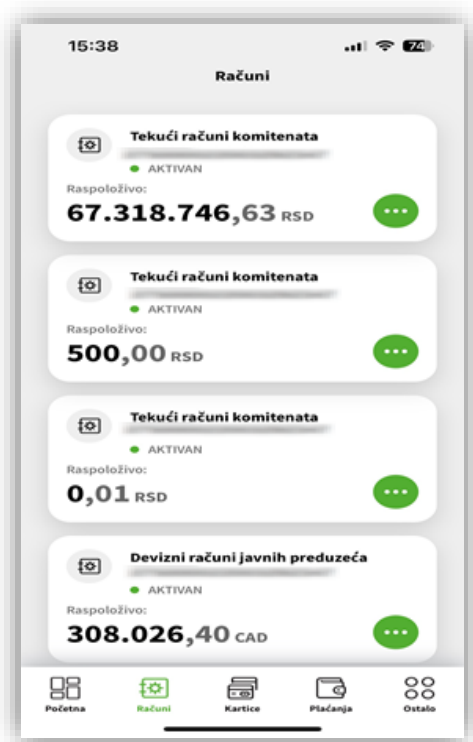 15:38
74
Računi
Tekući računi komitenata
AKTIVAN
Raspoloživo:
67.318.746,63 RSD
Tekući računi komitenata
AKTIVAN
Raspoloživo:
500,00 RSD
Tekući računi komitenata
AKTIVAN
Raspoloživo:
0,01 RSD
Devizni računi javnih preduzeća
AKTIVAN
Raspoloživo:
308.026,40 CAD
Početna Računi Kartice Plaćanja Ostalo